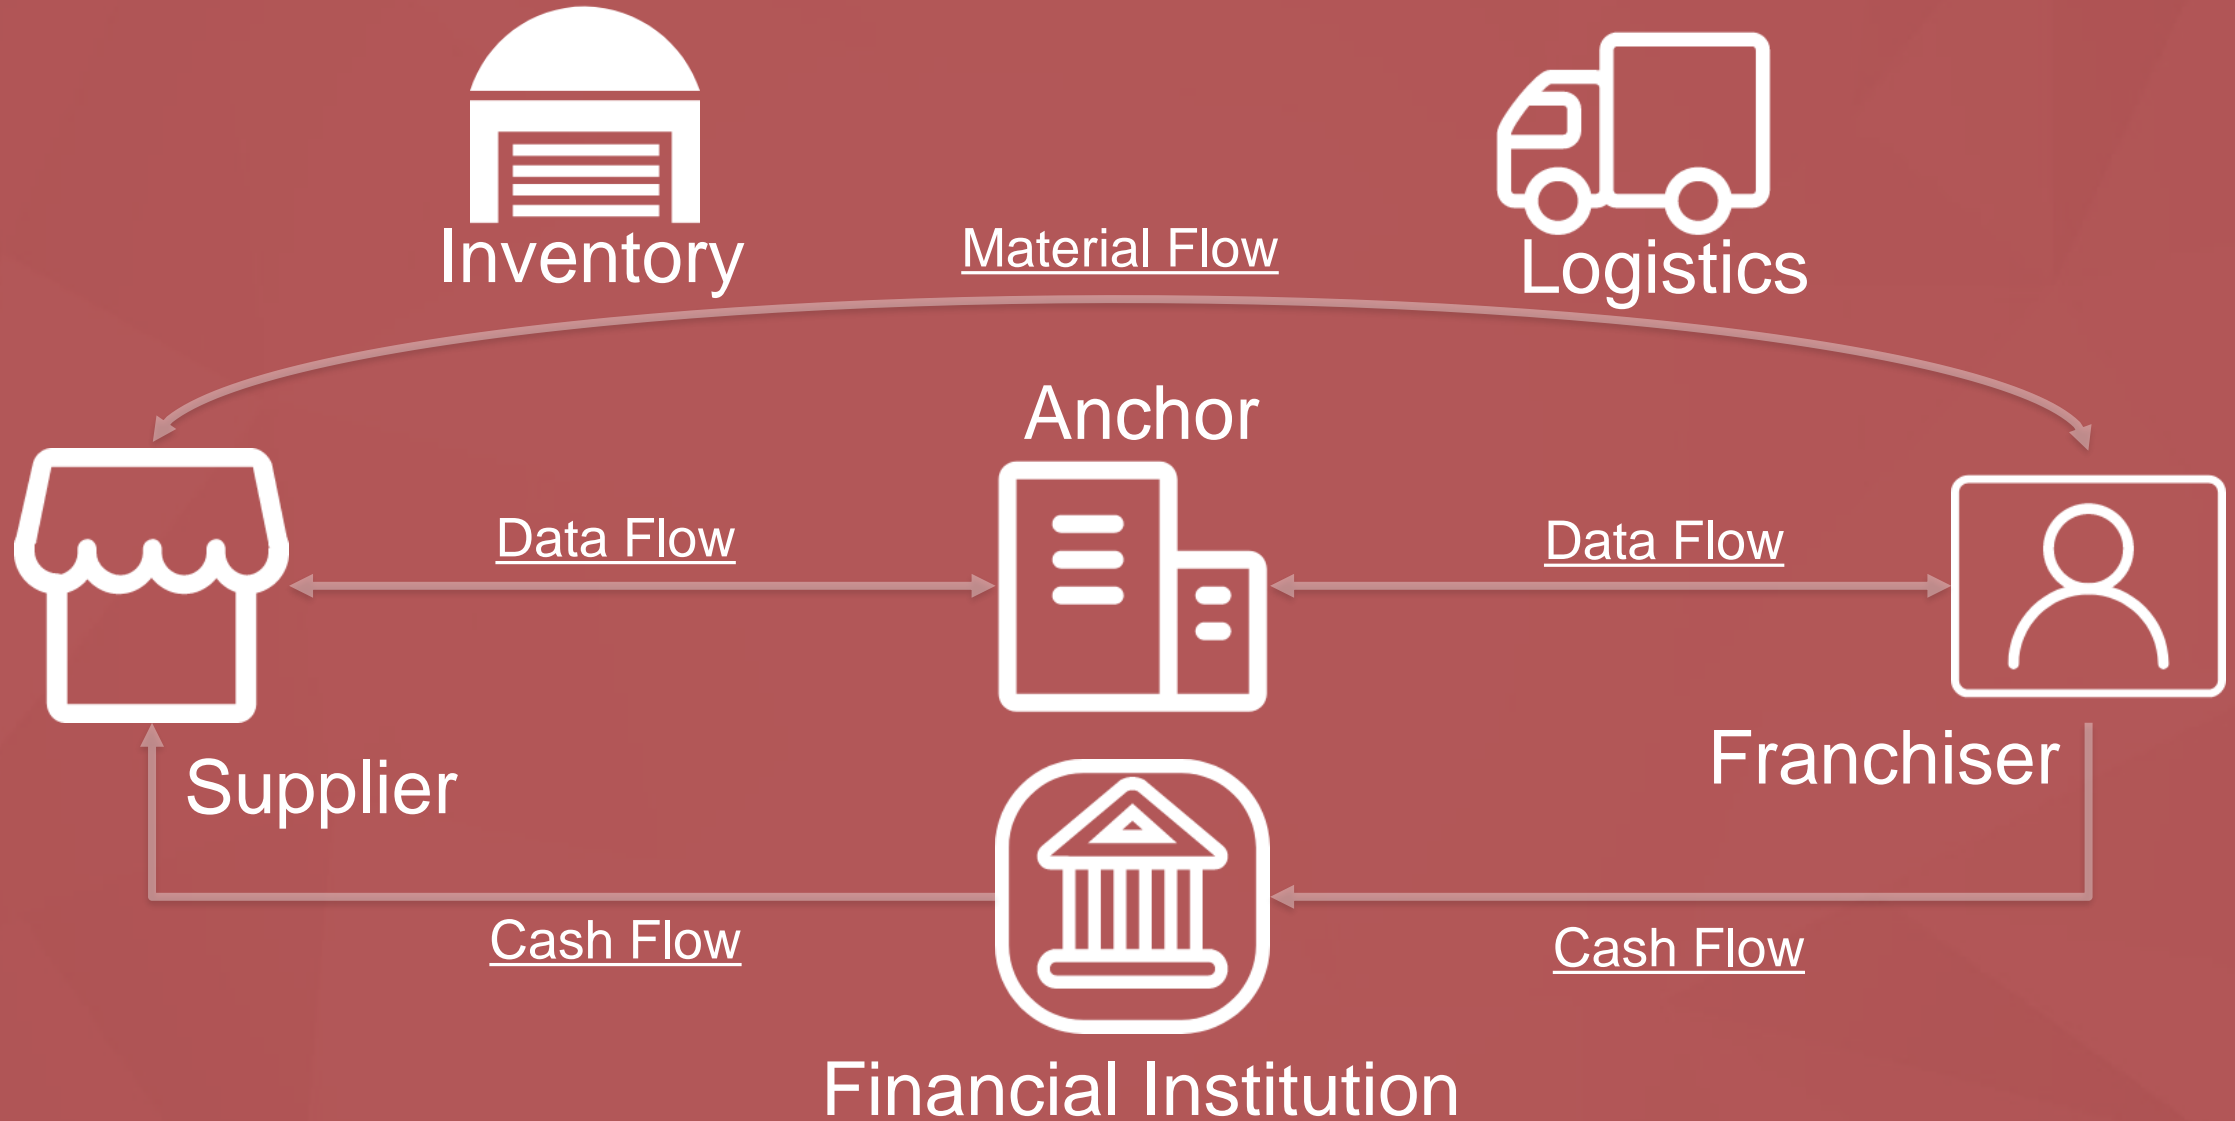 Inventory
Material Flow
Logistics
Anchor
Data Flow
Data Flow
Supplier
Franchiser
Cash Flow
Cash Flow
Financial Institution